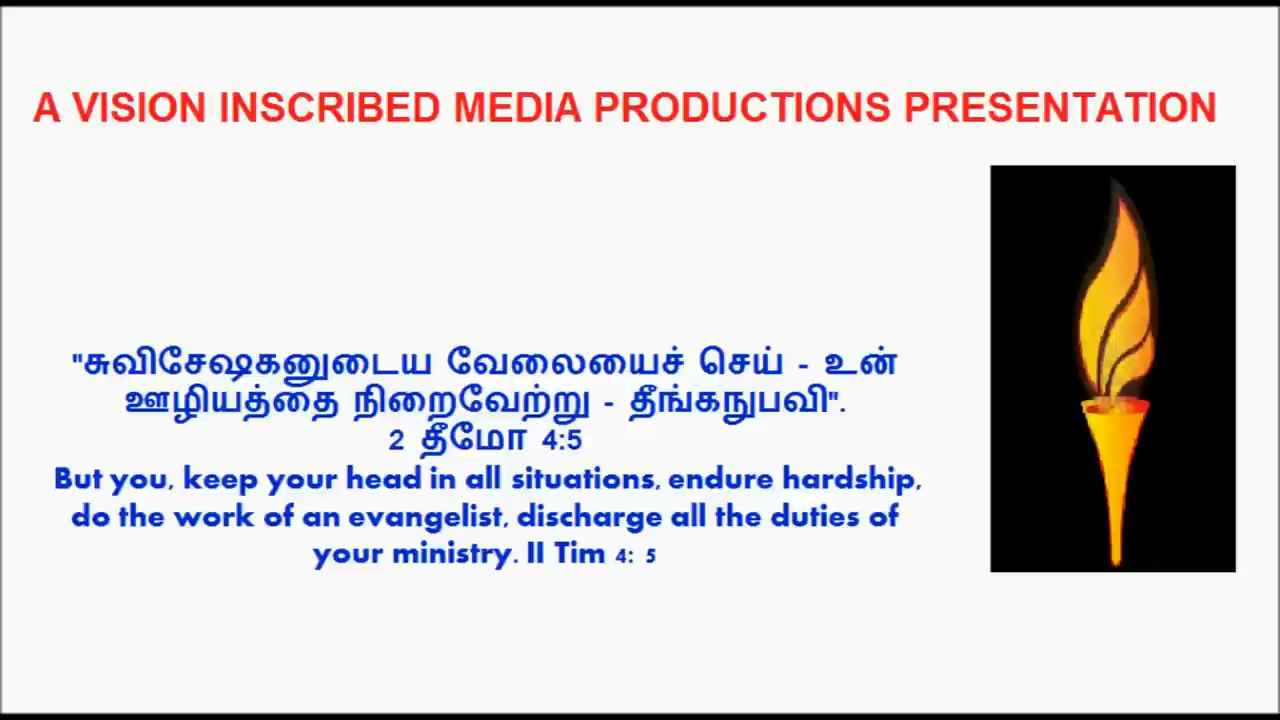 A VISION INSCRIBED MEDIA PRODUCTIONS PRESENTATION
"சுவிசேஷகனுடைய வேலையைச் செய் - உன்
ஊழியத்தை நிறைவேற்று - தீங்கநுபவி".
2 தீமோ 4:5
But you, keep your head in all situations, endure hardship,
do the work of an evangelist, discharge all the duties of
your ministry. II Tim 4: 5